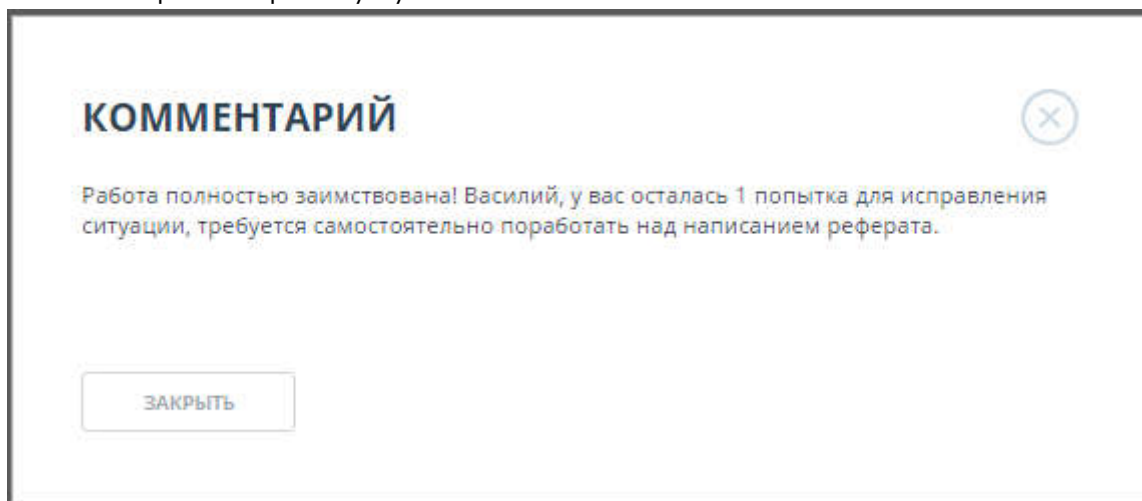 КОММЕНТАРИЙ
Работа полностью заимствована! Василий, у вас осталась 1 попытка для исправления
ситуации, требуется самостоятельно поработать над написанием реферата.
ЗАКРЫТЬ